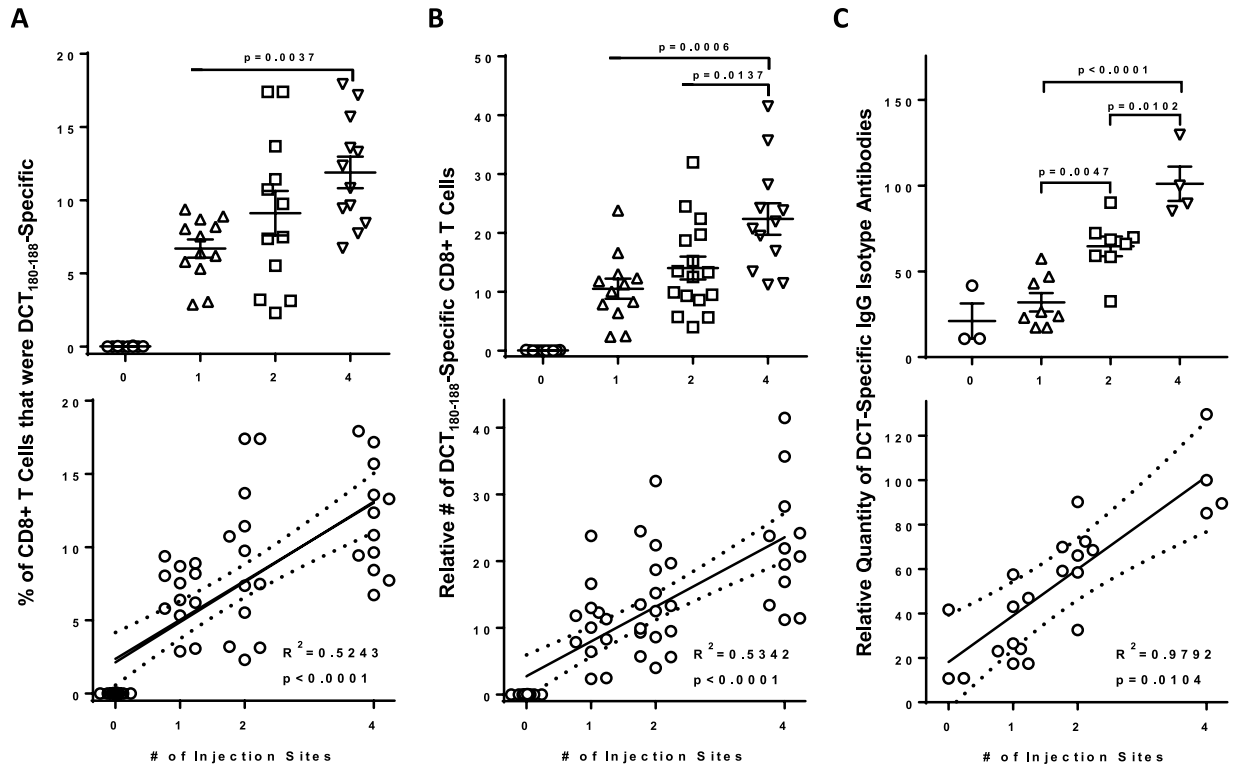 A
% of CD8+ T Cells that were DCT180-188-Specific
20
15
10
5
0
p=0.0037
0 1 2 4
20
15
10
5
0
R2=0.5243
p<0.0001
0 1 2 4
# of Injection Sites
B
Relative # of DCT180-188-Specific CD8+ T Cells
50
40
30
20
10
0
p=0.0006
p=0.0137
0 1 2 4
40
30
20
10
0
R2=0.5342
p<0.0001
0 1 2 4
# of Injection Sites
C
Relative Quantity of DCT-Specific IgG Isotype Antibodies
150
100
50
0
p<0.0001
p=0.0102
p=0.0047
0 1 2 4
120
100
80
60
40
20
0
R2=0.9792
p=0.0104
0 1 2 4
# of Injection Sites